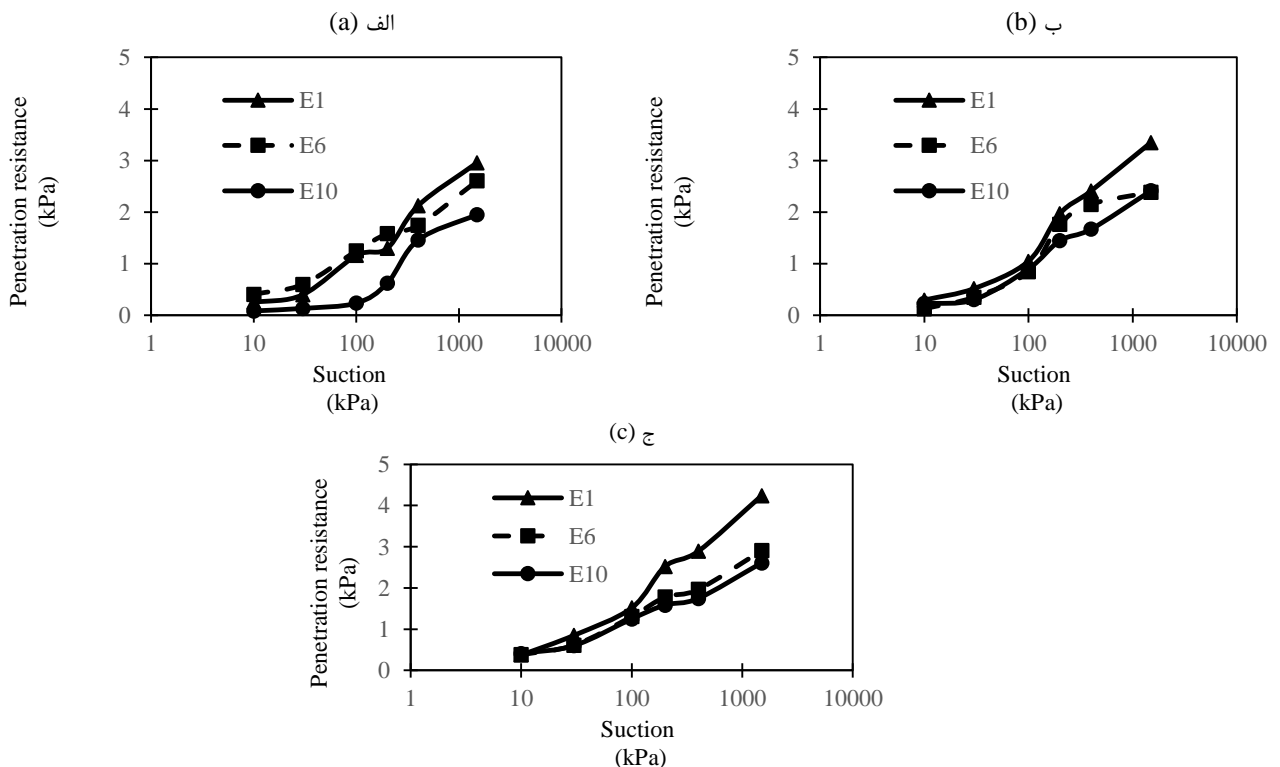 الف (a)
Penetration resistance
(kPa)
5
4
3
2
1
0
E1
E6
E10
1
10
100
1000
10000
Suction
(kPa)
ب (b)
Penetration resistance
(kPa)
5
4
3
2
1
0
E1
E6
E10
1
10
100
1000
10000
Suction
(kPa)
ج (c)
Penetration resistance
(kPa)
5
4
3
2
1
0
E1
E6
E10
1
10
100
1000
10000
Suction
(kPa)